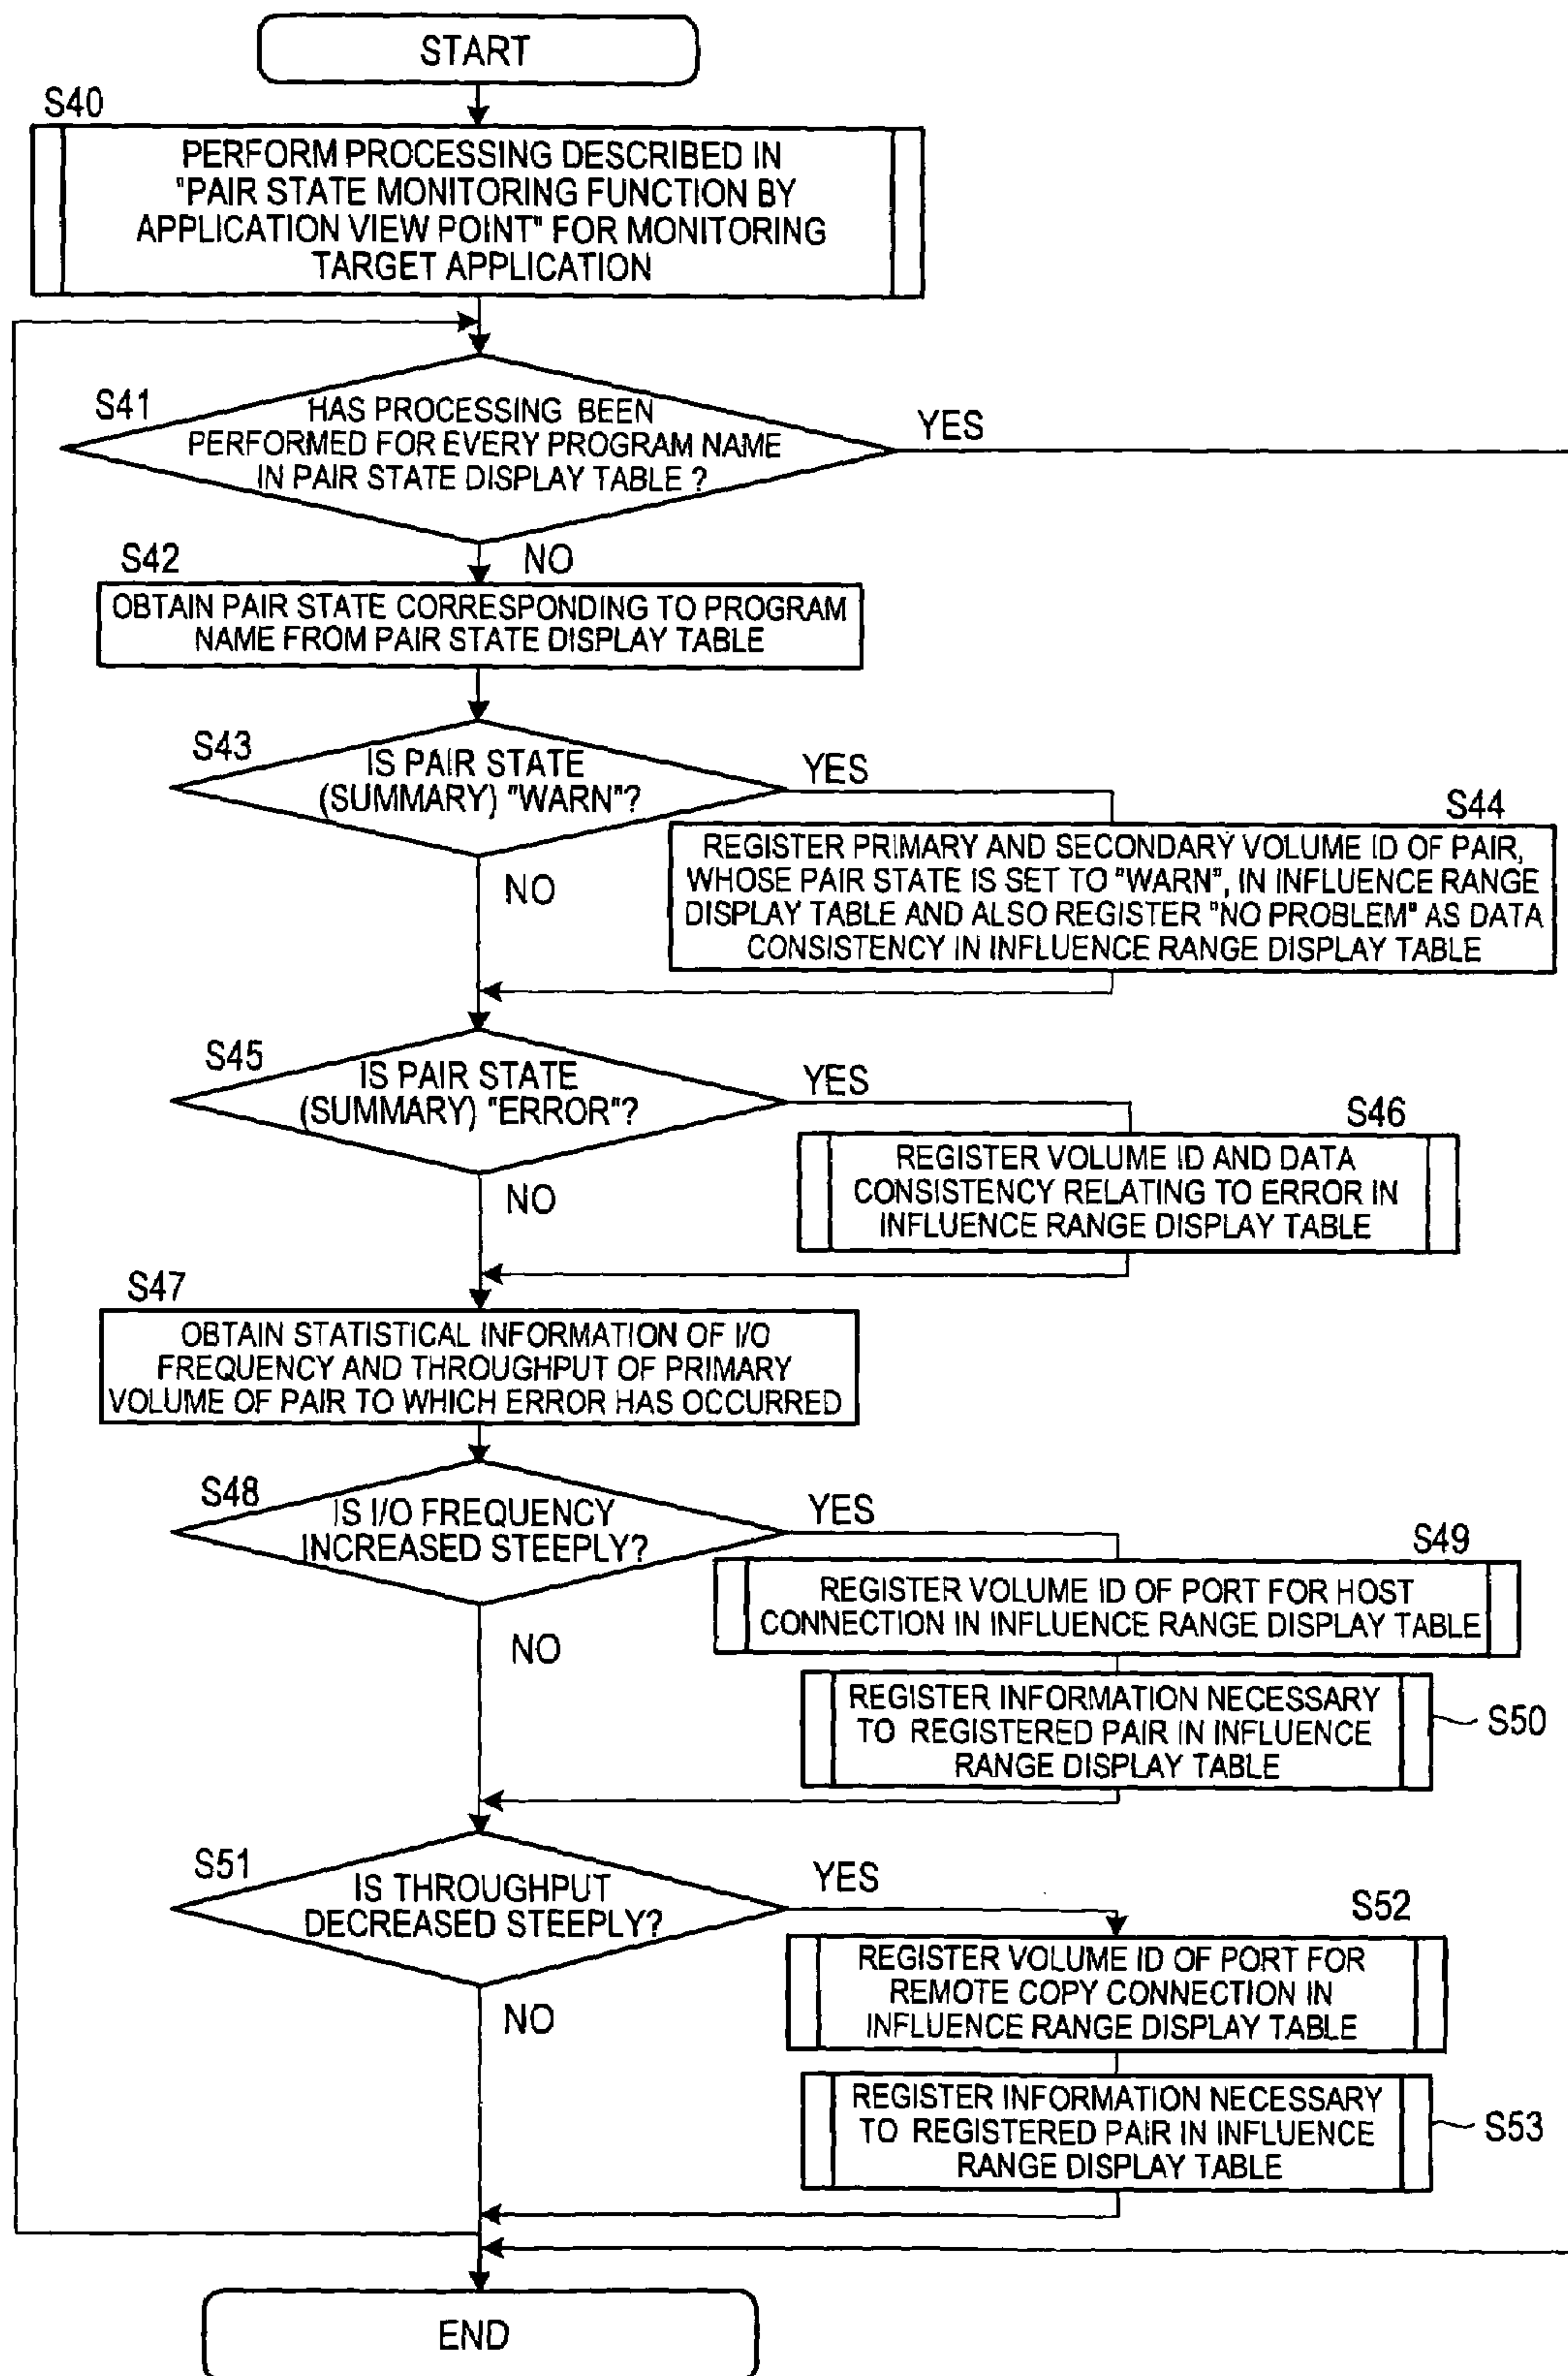 START
S40
PERFORM PROCESSING DESCRIBED IN
"PAIR STATE MONITORING FUNCTION BY
APPLICATION VIEW POINT" FOR MONITORING
TARGET APPLICATION
S41
HAS PROCESSING BEEN
PERFORMED FOR EVERY PROGRAM NAME
IN PAIR STATE DISPLAY TABLE ?
YES
NO
S42
OBTAIN PAIR STATE CORRESPONDING TO PROGRAM
NAME FROM PAIR STATE DISPLAY TABLE
S43
IS PAIR STATE
(SUMMARY) "WARN"?
YES
NO
S44
REGISTER PRIMARY AND SECONDARY VOLUME ID OF PAIR,
WHOSE PAIR STATE IS SET TO "WARN", IN INFLUENCE RANGE
DISPLAY TABLE AND ALSO REGISTER "NO PROBLEM" AS DATA
CONSISTENCY IN INFLUENCE RANGE DISPLAY TABLE
S45
IS PAIR STATE
(SUMMARY) "ERROR"?
YES
NO
S46
REGISTER VOLUME ID AND DATA
CONSISTENCY RELATING TO ERROR IN
INFLUENCE RANGE DISPLAY TABLE
S47
OBTAIN STATISTICAL INFORMATION OF I/O
FREQUENCY AND THROUGHPUT OF PRIMARY
VOLUME OF PAIR TO WHICH ERROR HAS OCCURRED
S48
IS I/O FREQUENCY
INCREASED STEEPLY?
YES
NO
S49
REGISTER VOLUME ID OF PORT FOR HOST
CONNECTION IN INFLUENCE RANGE DISPLAY TABLE
REGISTER INFORMATION NECESSARY
TO REGISTERED PAIR IN INFLUENCE
RANGE DISPLAY TABLE
S50
S51
IS THROUGHPUT
DECREASED STEEPLY?
YES
NO
S52
REGISTER VOLUME ID OF PORT FOR
REMOTE COPY CONNECTION IN
INFLUENCE RANGE DISPLAY TABLE
REGISTER INFORMATION NECESSARY
TO REGISTERED PAIR IN INFLUENCE
RANGE DISPLAY TABLE
S53
END